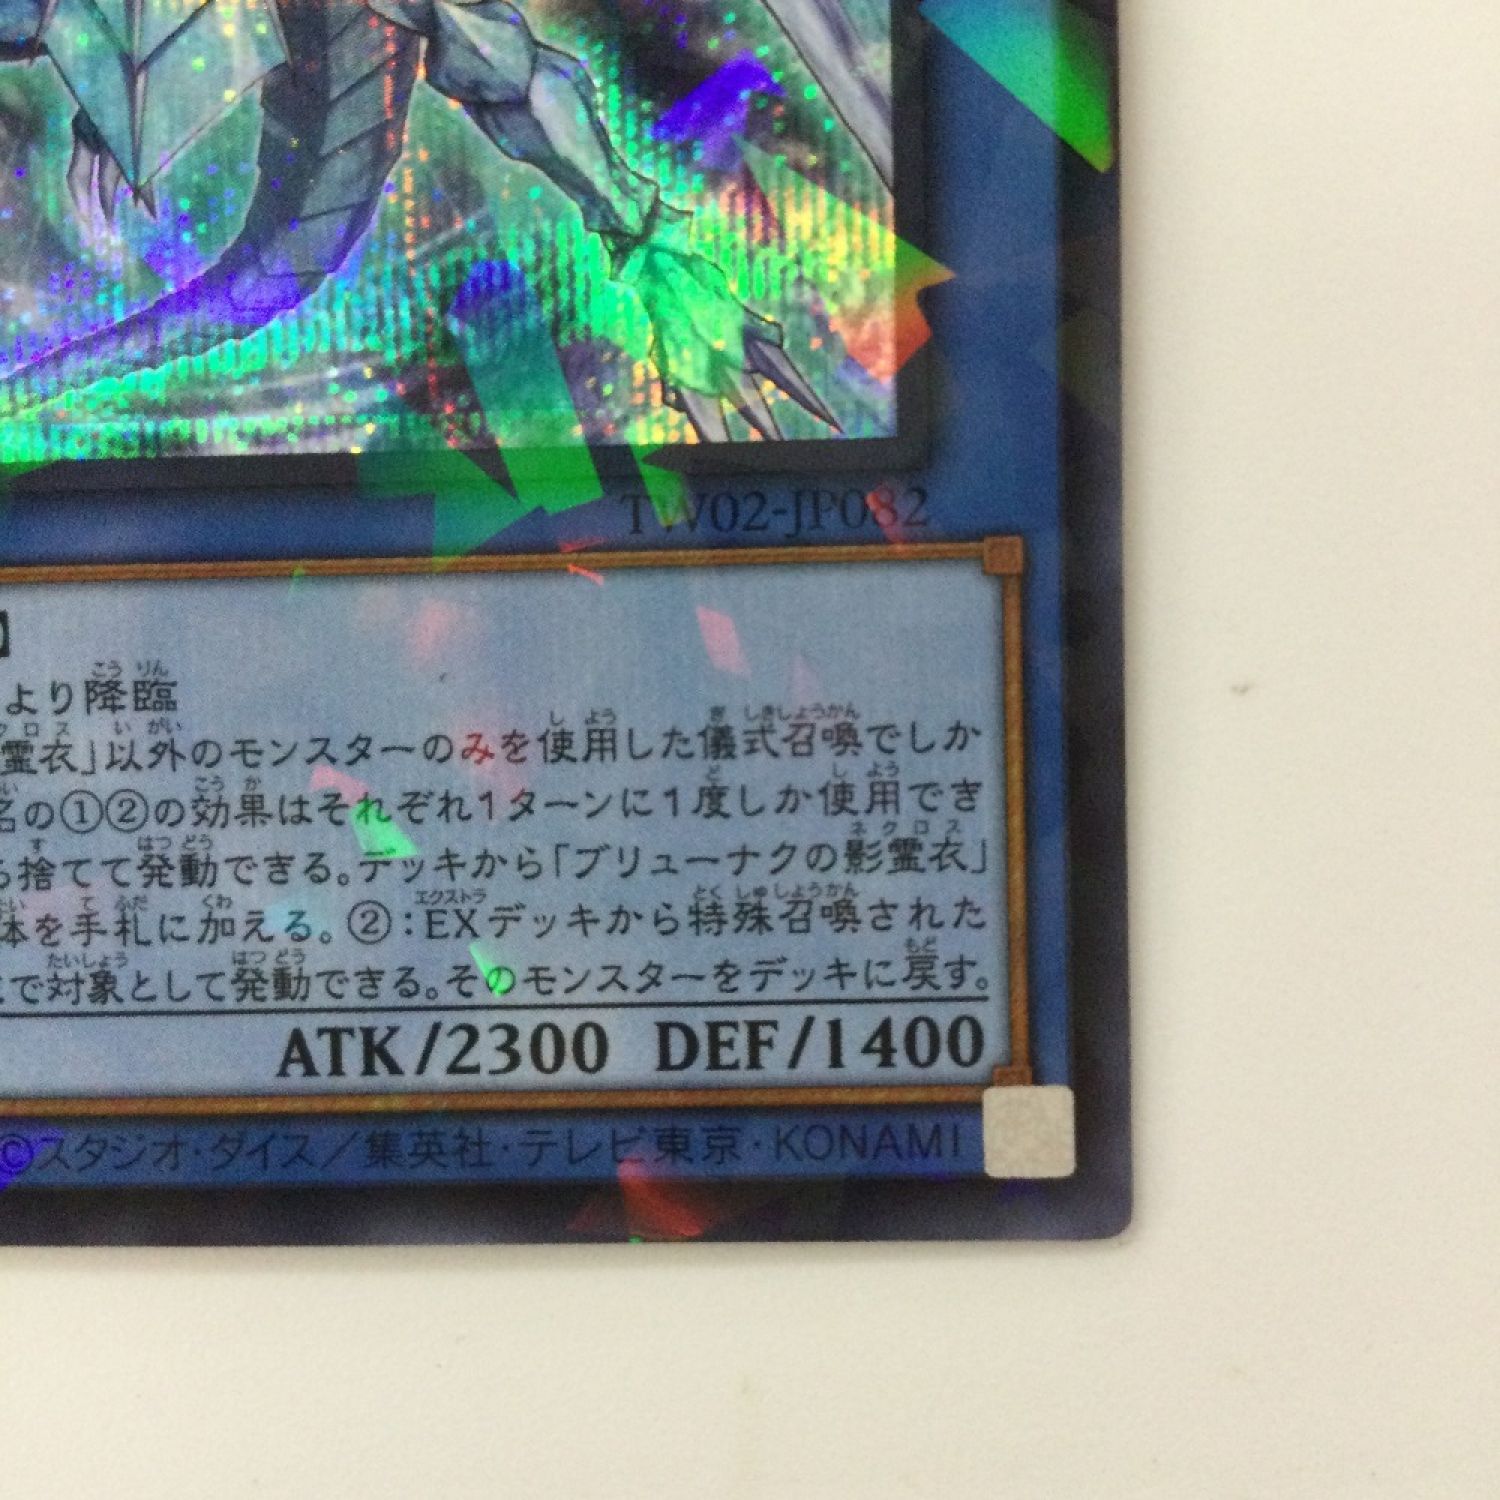 TW02-JP082
】
より降臨
霊衣」以外のモンスターのみを使用した儀式召喚でしか
名の①②の効果はそれぞれ1ターンに1度しか使用でき
ら捨てて発動できる。デッキから「ブリューナクの影霊衣」
体を手札に加える。②：EXデッキから特殊召喚された
で対象として発動できる。そのモンスターをデッキに戻す。
ATK/2300 DEF/1400
©スタジオ・ダイス／集英社・テレビ東京・KONAMI